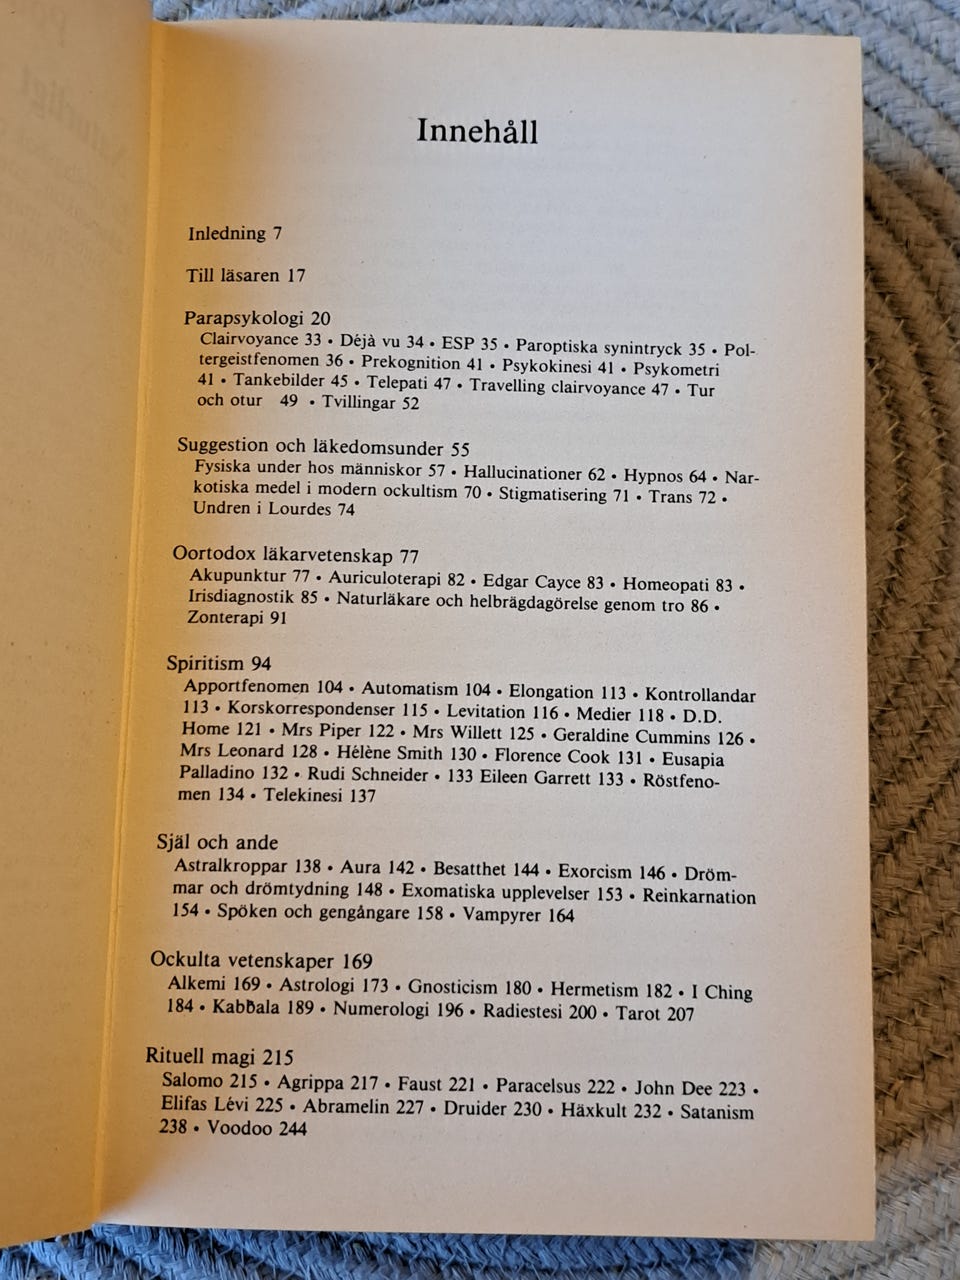 Innehåll
Inledning 7
Till läsaren 17
Parapsykologi 20
Clairvoyance 33 • Déjà vu 34 • ESP 35 • Paroptiska synintryck 35 • Pol-
tergeistfenomen 36 • Prekognition 41 • Psykokinesi 41 • Psykometri
41 • Tankebilder 45 • Telepati 47 • Travelling clairvoyance 47 • Tur
och otur 49 • Tvillingar 52
Suggestion och läkedomsunder 55
Fysiska under hos människor 57 • Hallucinationer 62 • Hypnos 64 • Nar-
kotiska medel i modern ockultism 70 • Stigmatisering 71 • Trans 72 •
Undren i Lourdes 74
Oortodox läkarvetenskap 77
Akupunktur 77 • Auriculoterapi 82 • Edgar Cayce 83 • Homeopati 83 •
Irisdiagnostik 85 • Naturläkare och helbrägdagörelse genom tro 86 •
Zonterapi 91
Spiritism 94
Apportfenomen 104 • Automatism 104 • Elongation 113 • Kontrollandar
113 • Korskorrespondenser 115 • Levitation 116 • Medier 118 • D.D.
Home 121 • Mrs Piper 122 • Mrs Willett 125 • Geraldine Cummins 126 •
Mrs Leonard 128 • Hélène Smith 130 • Florence Cook 131 • Eusapia
Palladino 132 • Rudi Schneider • 133 Eileen Garrett 133 • Röstfeno-
men 134 • Telekinesi 137
Själ och ande
Astralkroppar 138 • Aura 142 • Besatthet 144 • Exorcism 146 • Dröm-
mar och drömtydning 148 • Exomatiska upplevelser 153 • Reinkarnation
154 • Spöken och gengångare 158 • Vampyrer 164
Ockulta vetenskaper 169
Alkemi 169 • Astrologi 173 • Gnosticism 180 • Hermetism 182 • I Ching
184 • Kabbala 189 • Numerologi 196 • Radiestesi 200 • Tarot 207
Rituell magi 215
Salomo 215 • Agrippa 217 • Faust 221 • Paracelsus 222 • John Dee 223 •
Elifas Lévi 225 • Abramelin 227 • Druider 230 • Häxkult 232 • Satanism
238 • Voodoo 244